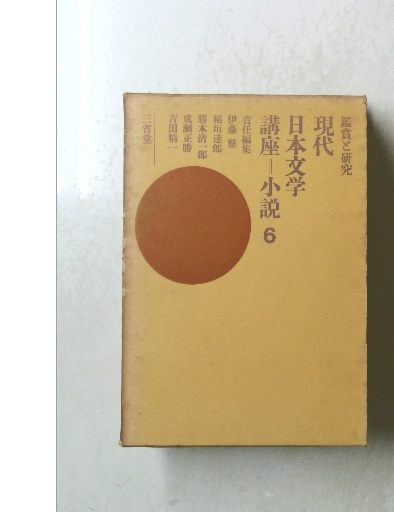 鑑賞と研究
現代
日本文学
講座=小説 6
責任編集
伊藤 整
稲垣達郎
勝本清一郎
成瀬正勝
吉田精一
三省堂